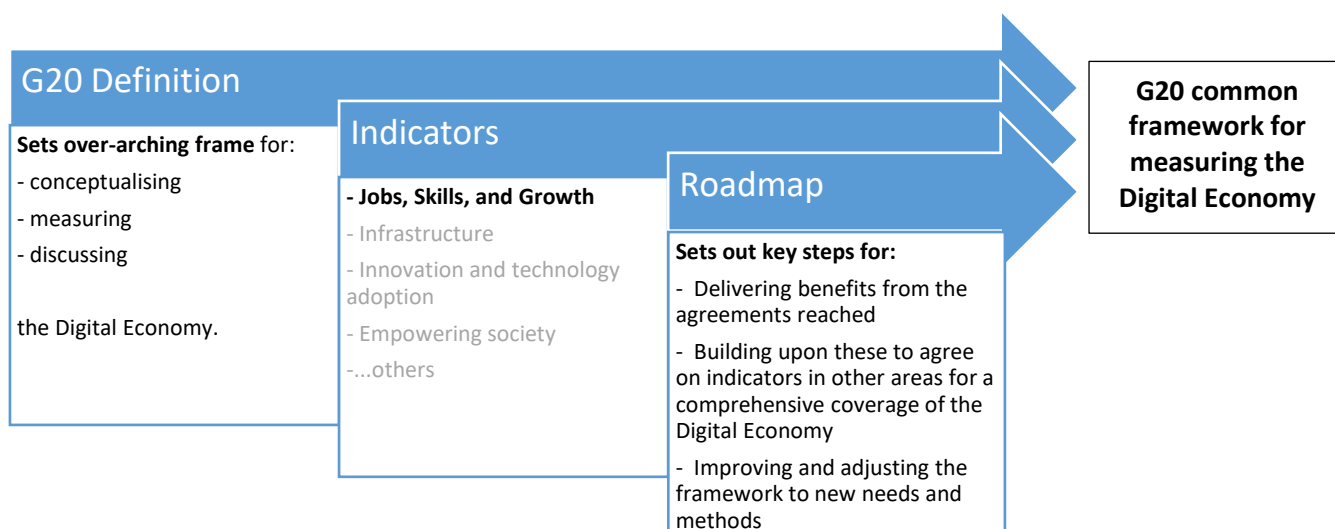 G20 Definition
Sets over-arching frame for:
- conceptualising
- measuring
- discussing
the Digital Economy.
Indicators
- Jobs, Skills, and Growth
- Infrastructure
- Innovation and technology
adoption
- Empowering society
-...others
Roadmap
Sets out key steps for:
- Delivering benefits from the
agreements reached
- Building upon these to agree
on indicators in other areas for a
comprehensive coverage of the
Digital Economy
- Improving and adjusting the
framework to new needs and
methods
G20 common
framework for
measuring the
Digital Economy